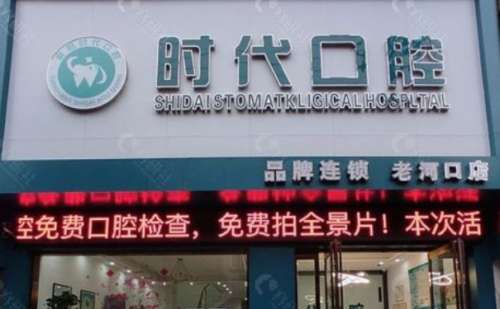 时代口腔
SHIDAI STOMATKLIGICAL HOSPLTAL
品牌连锁 老河口店
空免费口腔检查，免费拍全景片！本次活